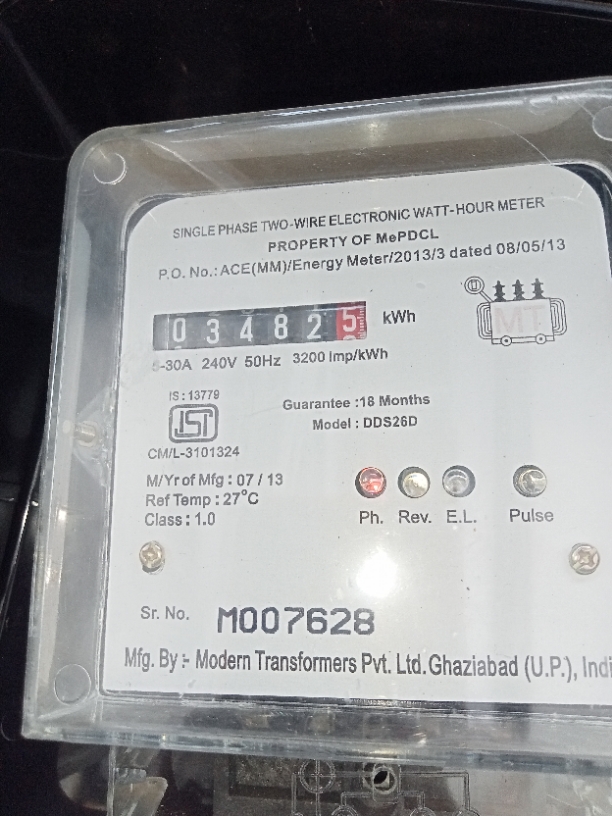 SINGLE PHASE TWO-WIRE ELECTRONIC WATT-HOUR METER
PROPERTY OF MePDCL
P.O. No.:ACE(MM)/Energy Meter/2013/3 dated 08/05/13
0 3 4 8 2 5 kWh
-30A 240V 50Hz 3200 Imp/kWh
MT
IS : 13779
ISI
CM/L-3101324
Guarantee :18 Months
Model : DDS26D
M/Yr of Mfg : 07 / 13
Ref Temp : 27°C
Class : 1.0
Ph. Rev. E.L. Pulse
Sr. No. M007628
Mfg. By :- Modern Transformers Pvt. Ltd. Ghaziabad (U.P.), Indi